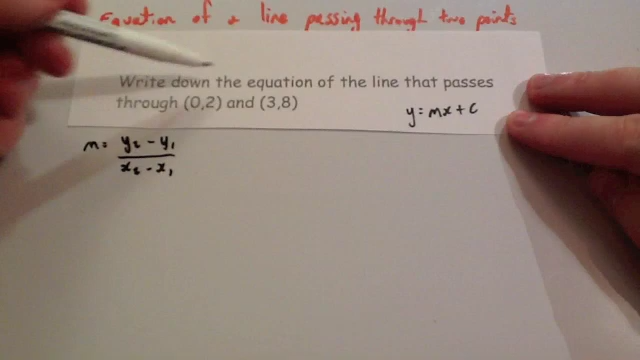 Equation of a line passing through two points
Write down the equation of the line that passes
through (0,2) and (3,8)
y = mx + c
m = y₂ - y₁
x₂ - x₁